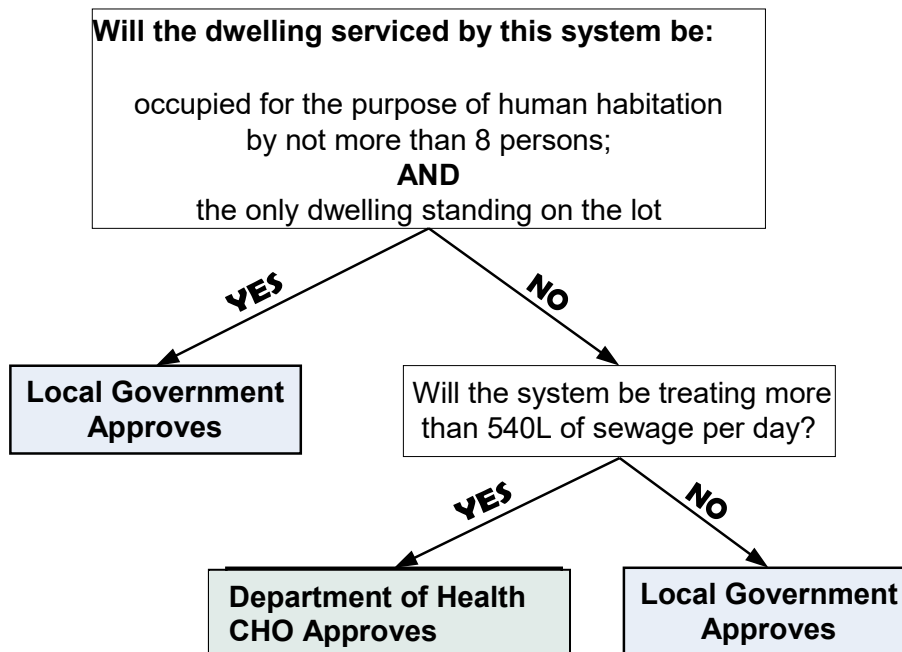 Will the dwelling serviced by this system be:
occupied for the purpose of human habitation
by not more than 8 persons;
AND
the only dwelling standing on the lot
YES
NO
Local Government
Approves
Will the system be treating more
than 540L of sewage per day?
YES
NO
Department of Health
CHO Approves
Local Government
Approves